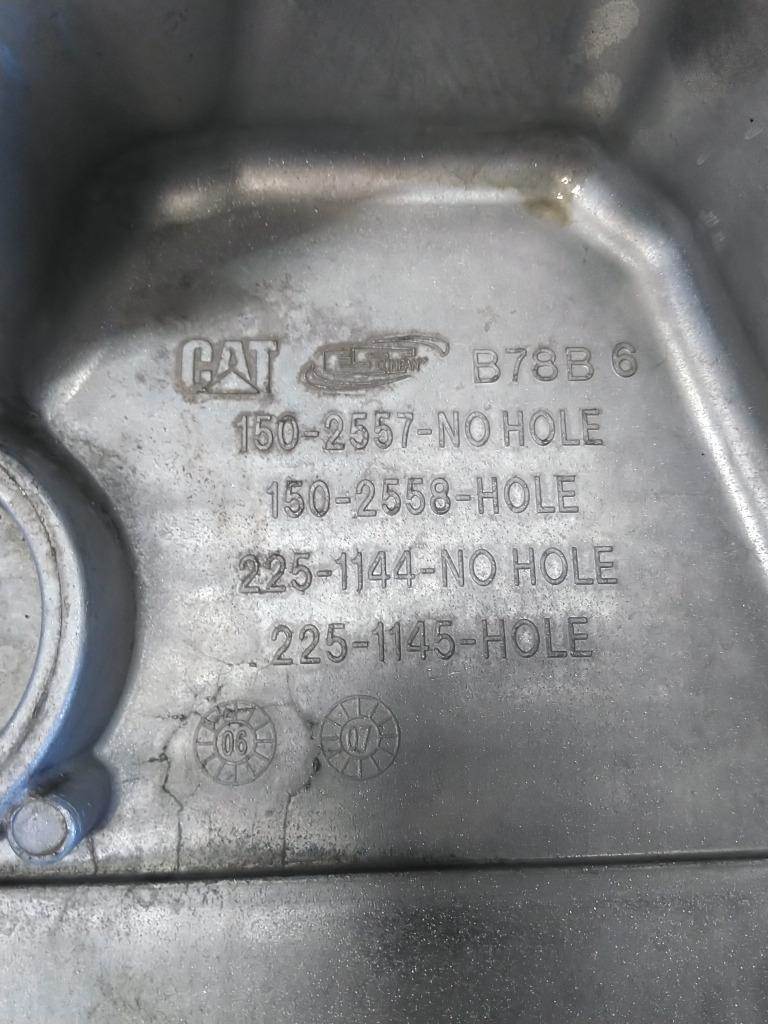 CAT B78B 6
150-2557-NO HOLE
150-2558-HOLE
225-1144-NO HOLE
225-1145-HOLE
06 07